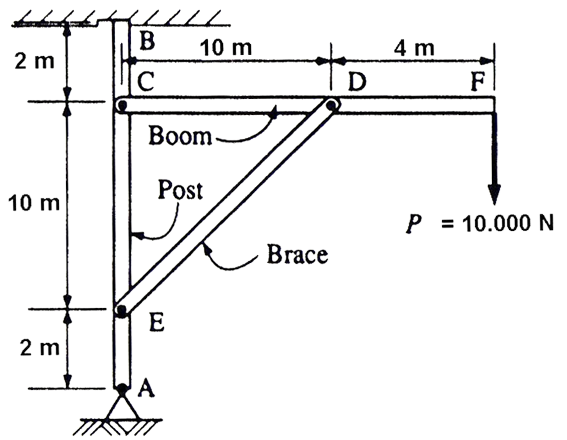 B
2 m
10 m
4 m
C
D
F
Boom
10 m
Post
P = 10.000 N
Brace
E
2 m
A